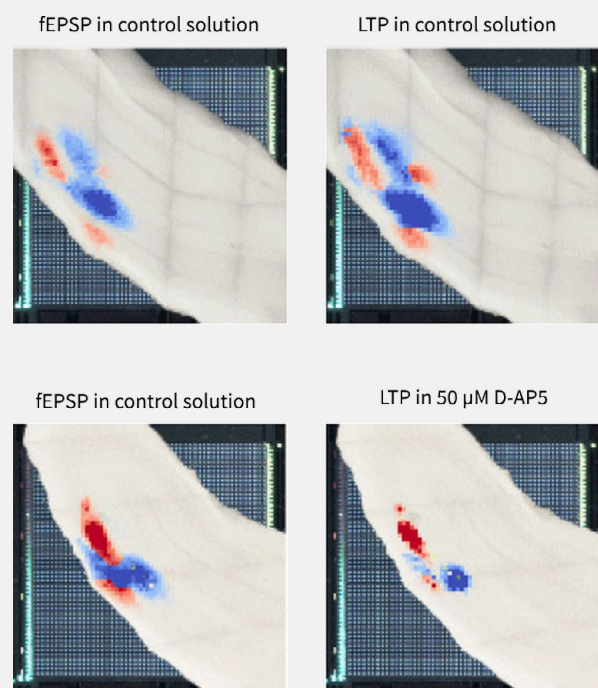 fEPSP in control solution
LTP in control solution
fEPSP in control solution
LTP in 50 µM D-AP5